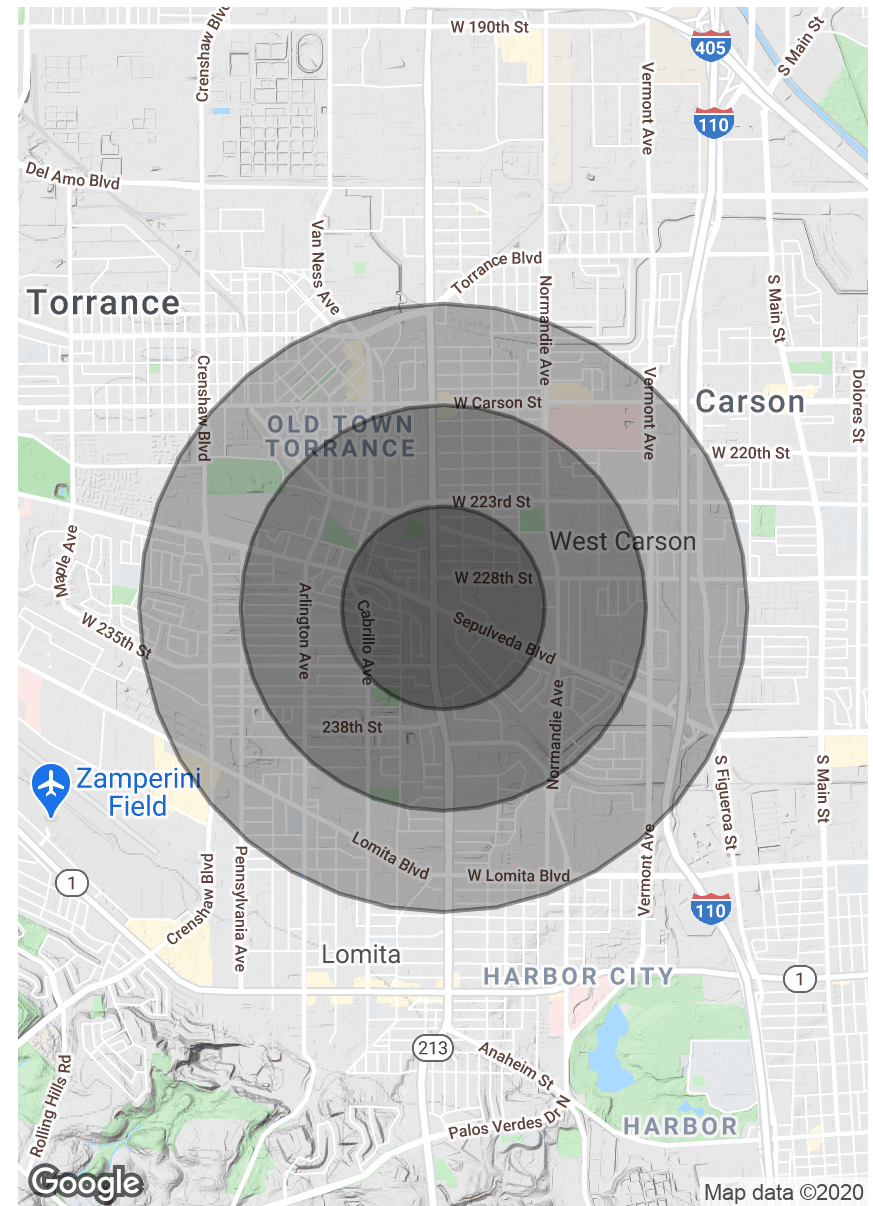 W 190th St
Crenshaw Blvd
405
S Main St
110
Vermont Ave
Del Amo Blvd
Van Ness Ave
Torrance Blvd
Torrance
Normandie Ave
S Main St
Crenshaw Blvd
Vermont Ave
Dolores St
W Carson St
Carson
OLD TOWN
TORRANCE
W 220th St
W 223rd St
West Carson
Maple Ave
W 228th St
Arlington Ave
Cabrillo Ave
Sepulveda Blvd
W 235th St
238th St
Normandie Ave
Zamperini
Field
S Figueroa St
S Main St
Lomita Blvd
W Lomita Blvd
Vermont Ave
1
Crenshaw Blvd
Pennsylvania Ave
110
Lomita
HARBOR CITY
1
213
Anaheim St
Rolling Hills Rd
Palos Verdes Dr N
HARBOR
Google
Map data ©2020